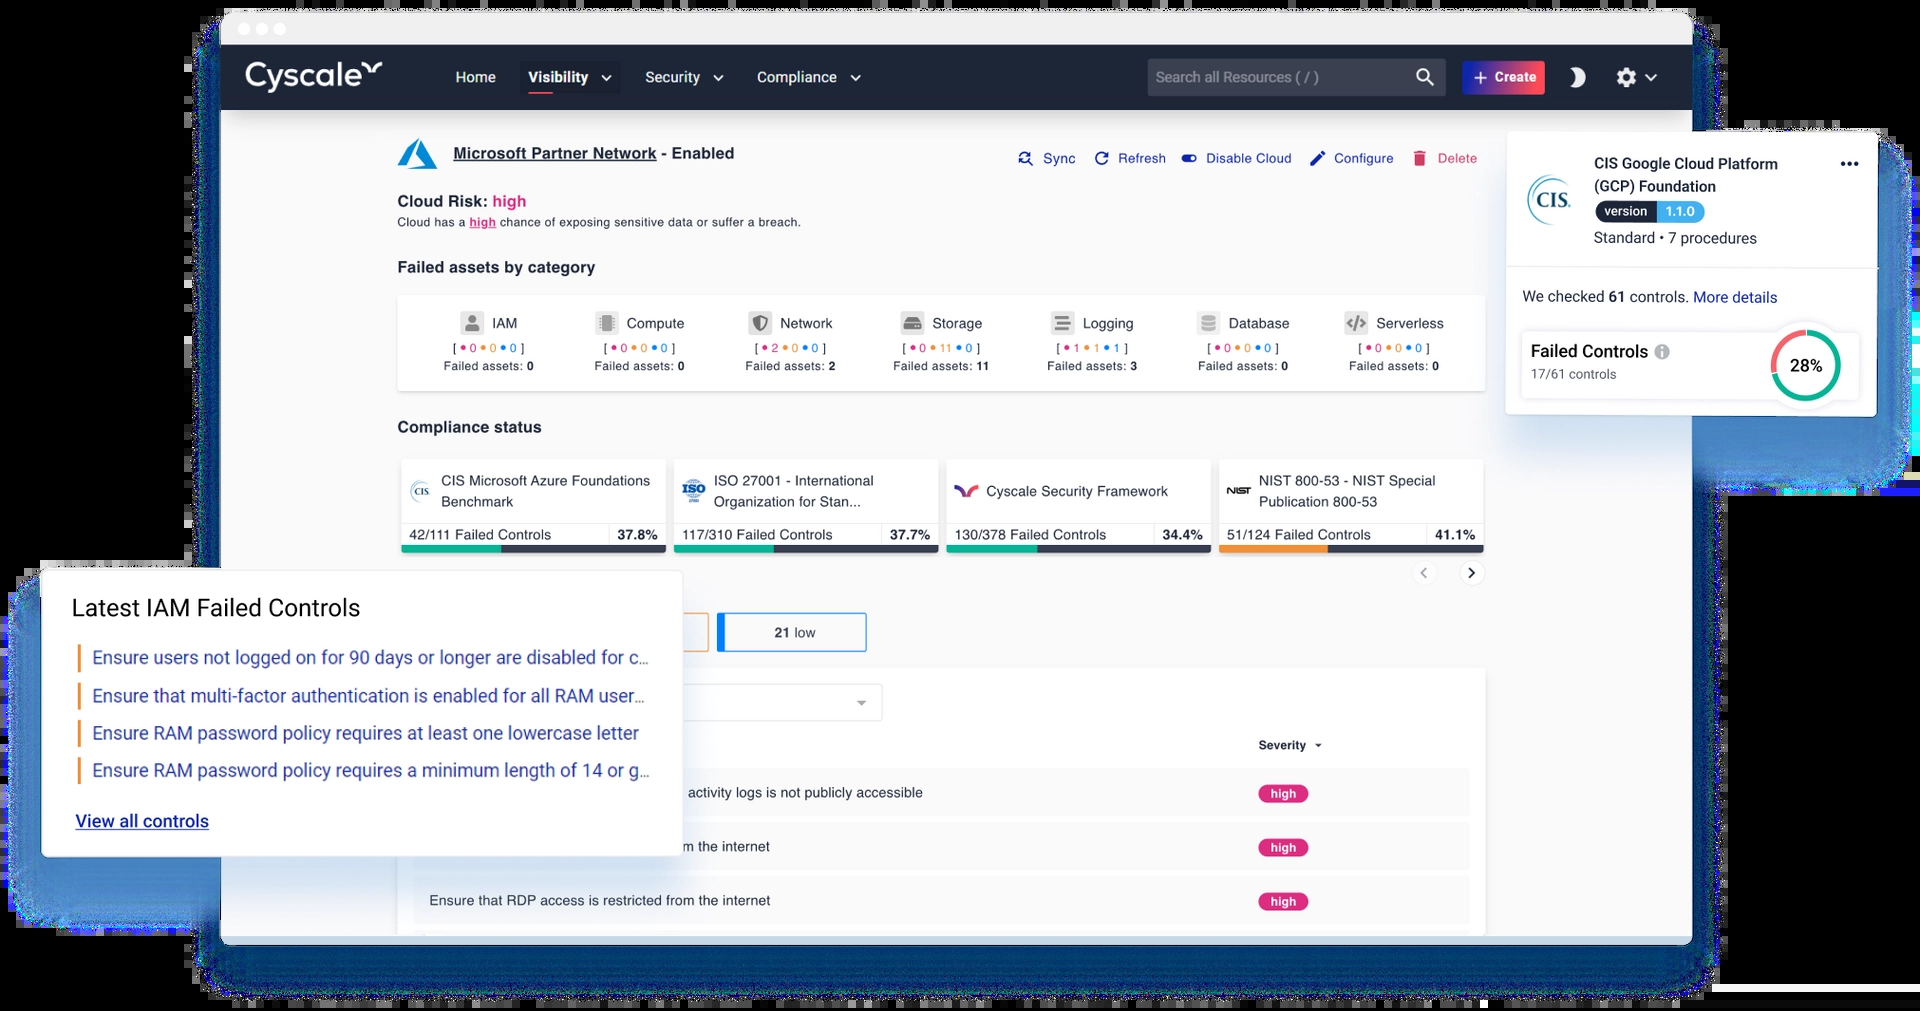 Cyscale
Home
Visibility
Security
Compliance
Search all Resources ( / )
+ Create
Microsoft Partner Network - Enabled
Sync
Refresh
Disable Cloud
Configure
Delete
Cloud Risk: high
Cloud has a high chance of exposing sensitive data or suffer a breach.
Failed assets by category
IAM
[ • 0 • 0 • 0 ]
Failed assets: 0
Compute
[ • 0 • 0 • 0 ]
Failed assets: 0
Network
[ • 2 • 0 • 0 ]
Failed assets: 2
Storage
[ • 0 • 11 • 0 ]
Failed assets: 11
Logging
[ • 1 • 1 • 1 ]
Failed assets: 3
Database
[ • 0 • 0 • 0 ]
Failed assets: 0
Serverless
[ • 0 • 0 • 0 ]
Failed assets: 0
CIS.
CIS Google Cloud Platform
(GCP) Foundation
version 1.1.0
Standard • 7 procedures
We checked 61 controls. More details
Failed Controls
17/61 controls
28%
Compliance status
CIS
CIS Microsoft Azure Foundations
Benchmark
42/111 Failed Controls
37.8%
ISO
ISO 27001 - International
Organization for Stan...
117/310 Failed Controls
37.7%
Cyscale Security Framework
130/378 Failed Controls
34.4%
NIST
NIST 800-53 - NIST Special
Publication 800-53
51/124 Failed Controls
41.1%
Latest IAM Failed Controls
Ensure users not logged on for 90 days or longer are disabled for c...
Ensure that multi-factor authentication is enabled for all RAM user...
Ensure RAM password policy requires at least one lowercase letter
Ensure RAM password policy requires a minimum length of 14 or g...
View all controls
21 low
Severity
activity logs is not publicly accessible
high
m the internet
high
Ensure that RDP access is restricted from the internet
high